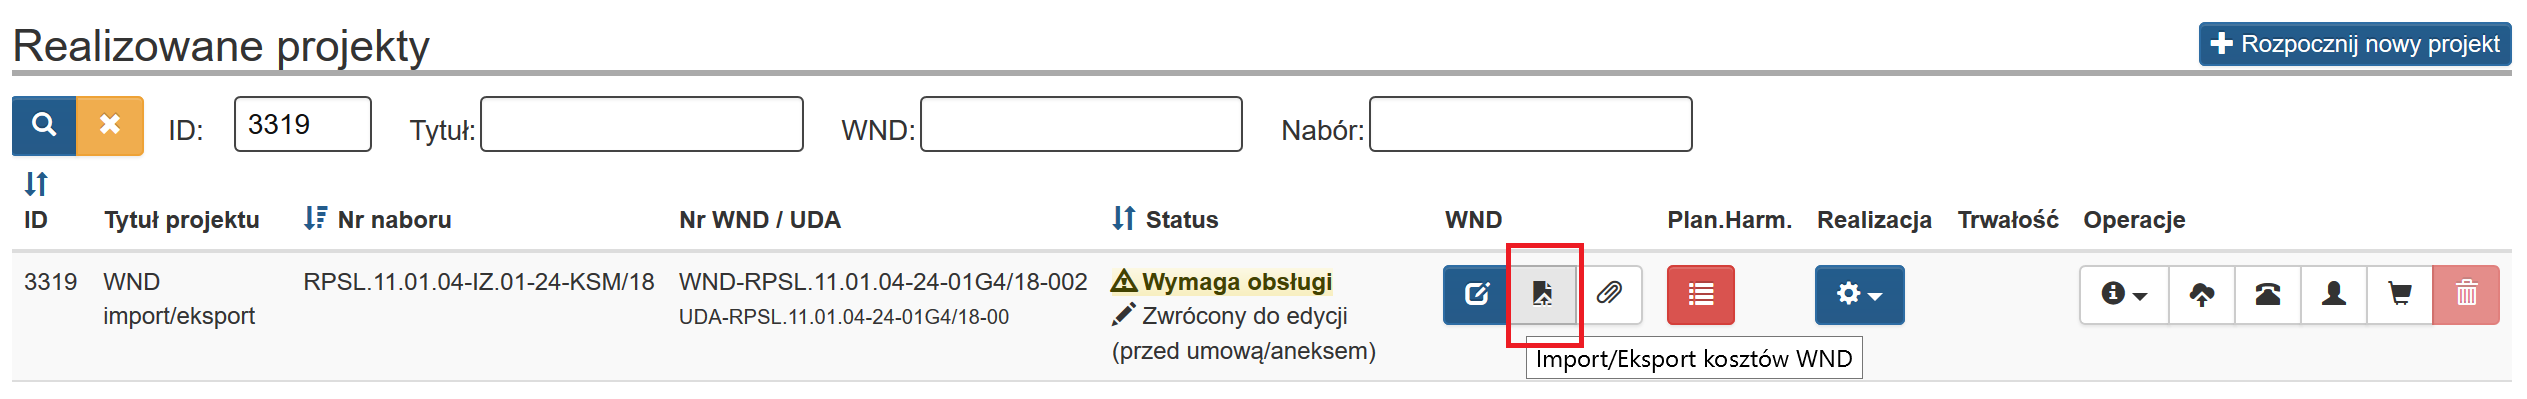 Realizowane projekty
Rozpocznij nowy projekt
ID: 3319 Tytuł: WND: Nabór:
ID Tytuł projektu Nr naboru Nr WND / UDA Status WND Plan.Harm. Realizacja Trwałość Operacje
3319 WND RPSL.11.01.04-IZ.01-24-KSM/18 WND-RPSL.11.01.04-24-01G4/18-002 Wymaga obsługi
import/eksport UDA-RPSL.11.01.04-24-01G4/18-00 Zwrócony do edycji
(przed umową/aneksem)
Import/Eksport kosztów WND